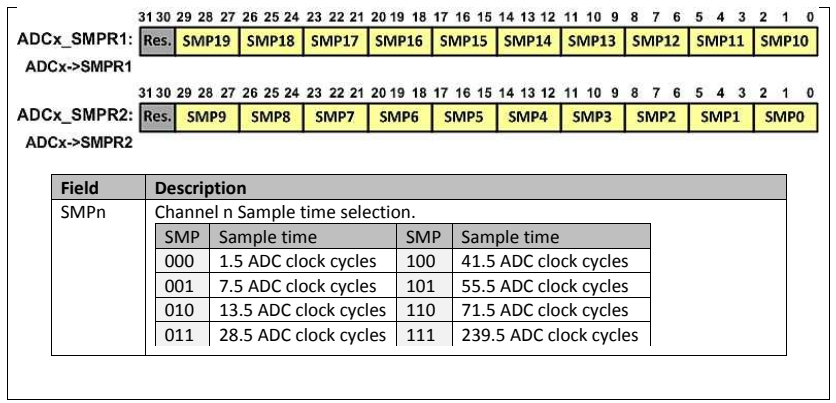 31 30 29 28 27 26 25 24 23 22 21 20 19 18 17 16 15 14 13 12 11 10 9 8 7 6 5 4 3 2 1 0
ADCx_SMPR1: Res. SMP19 SMP18 SMP17 SMP16 SMP15 SMP14 SMP13 SMP12 SMP11 SMP10
ADCx->SMPR1
31 30 29 28 27 26 25 24 23 22 21 20 19 18 17 16 15 14 13 12 11 10 9 8 7 6 5 4 3 2 1 0
ADCx_SMPR2: Res. SMP9 SMP8 SMP7 SMP6 SMP5 SMP4 SMP3 SMP2 SMP1 SMP0
ADCx->SMPR2
Field Description
SMPn Channel n Sample time selection.
SMP Sample time SMP Sample time
000 1.5 ADC clock cycles 100 41.5 ADC clock cycles
001 7.5 ADC clock cycles 101 55.5 ADC clock cycles
010 13.5 ADC clock cycles 110 71.5 ADC clock cycles
011 28.5 ADC clock cycles 111 239.5 ADC clock cycles